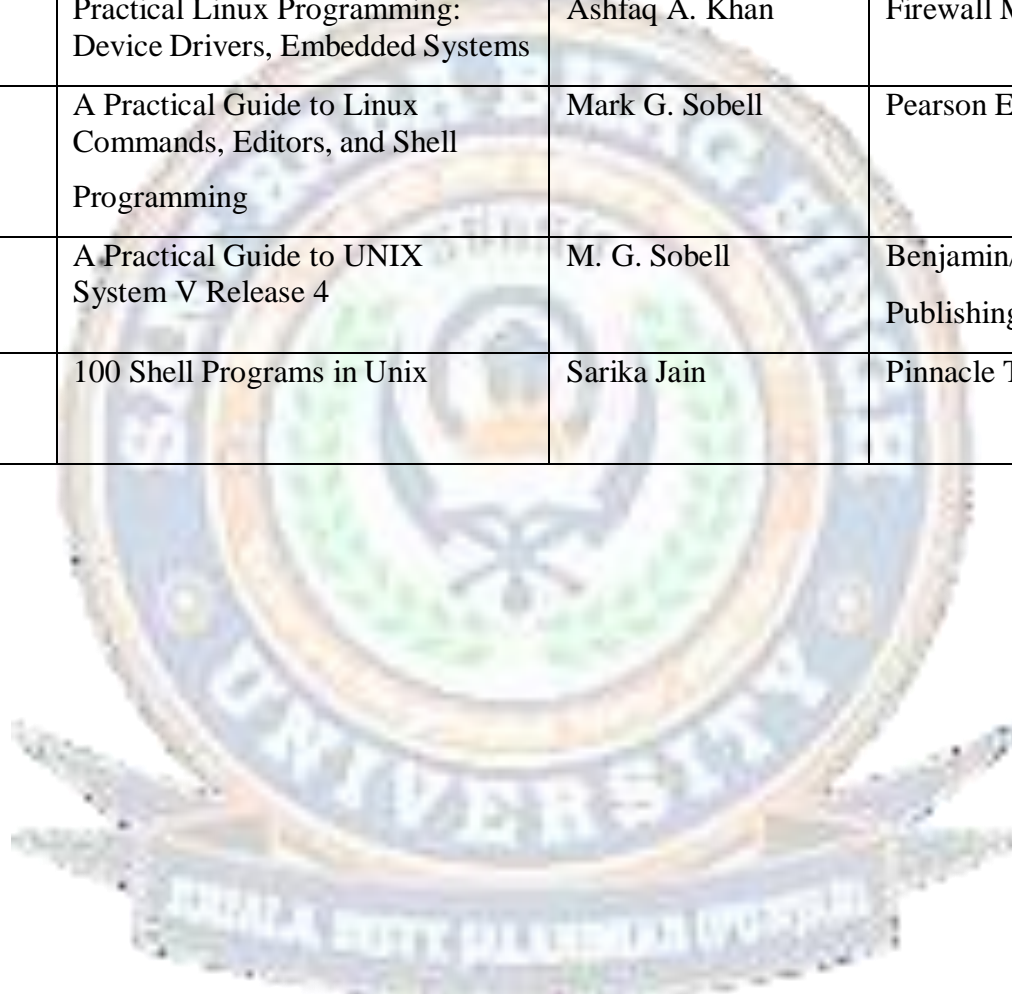 Practical Linux Programming:
Device Drivers, Embedded Systems
Ashfaq A. Khan
Firewall
A Practical Guide to Linux
Commands, Editors, and Shell
Programming
Mark G. Sobell
Pearson
A Practical Guide to UNIX
System V Release 4
M. G. Sobell
Benjamin/
Publishing
100 Shell Programs in Unix
Sarika Jain
Pinnacle
UNIVERSITY